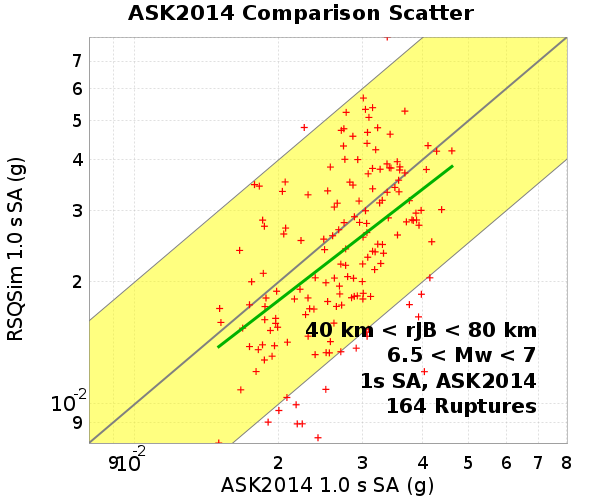 ASK2014 Comparison Scatter
RSQSim 1.0 s SA (g)
7
6
5
4
3
2
10-2
9
40 km < rJB < 80 km
6.5 < Mw < 7
1s SA, ASK2014
164 Ruptures
9 10-2 2 3 4 5 6 7 8
ASK2014 1.0 s SA (g)